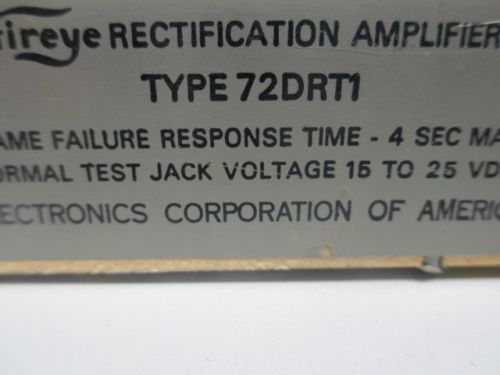 fireye RECTIFICATION AMPLIFIER
TYPE 72DRT1
AME FAILURE RESPONSE TIME - 4 SEC MA
ORMAL TEST JACK VOLTAGE 15 TO 25 VD
LECTRONICS CORPORATION OF AMERIC